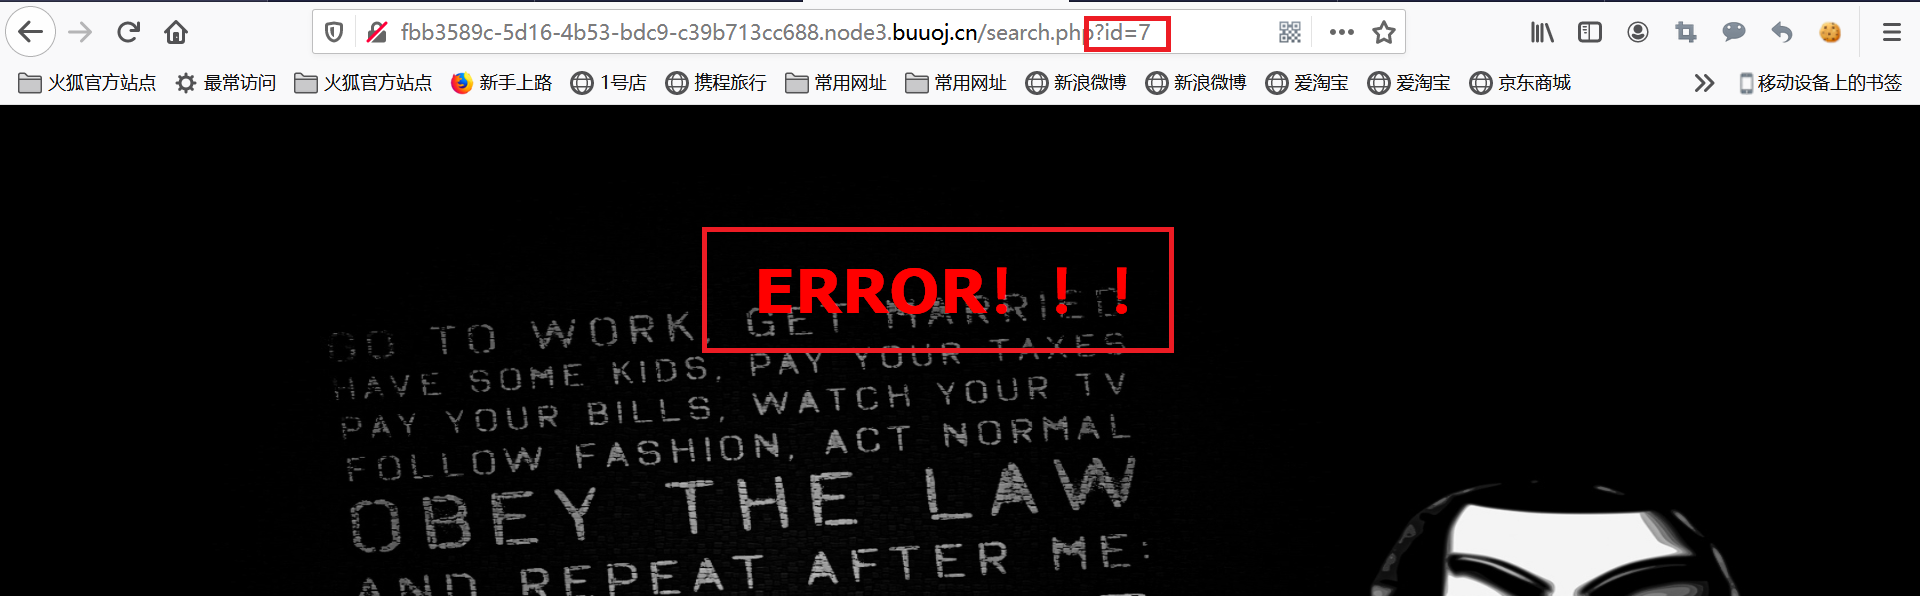 fbb3589c-5d16-4b53-bdc9-c39b713cc688.node3.buuoj.cn/search.php?id=7
火狐官方站点 最常访问 火狐官方站点 新手上路 1号店 携程旅行 常用网址 常用网址 新浪微博 新浪微博 爱淘宝 爱淘宝 京东商城 移动设备上的书签
ERROR！！！
GO TO WORK, GET MARRIED
HAVE SOME KIDS, PAY YOUR TAXES
PAY YOUR BILLS, WATCH YOUR TV
FOLLOW FASHION, ACT NORMAL
OBEY THE LAW
AND REPEAT AFTER ME: